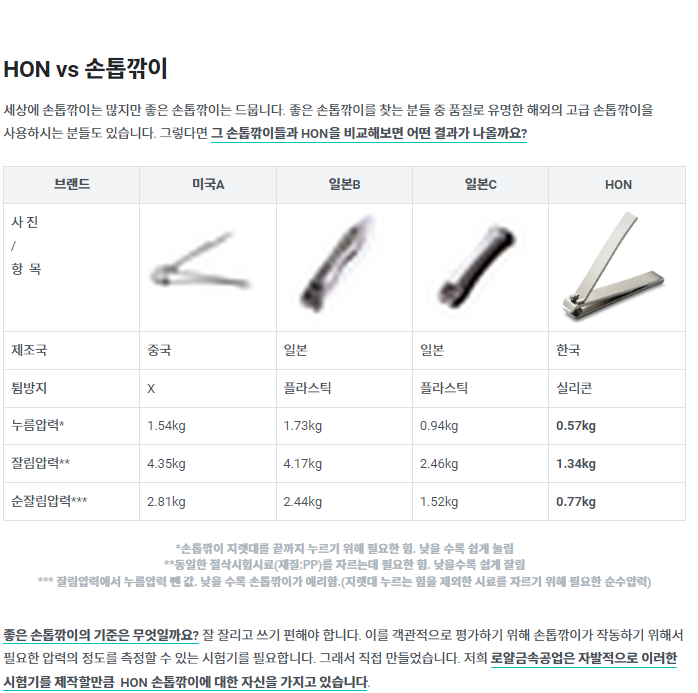 HON vs 손톱깎이
세상에 손톱깎이는 많지만 좋은 손톱깎이는 드뭅니다. 좋은 손톱깎이를 찾는 분들 중 품질로 유명한 해외의 고급 손톱깎이을
사용하시는 분들도 있습니다. 그렇다면 그 손톱깎이들과 HON을 비교해보면 어떤 결과가 나올까요?
브랜드 미국A 일본B 일본C HON
사 진
/
항 목
제조국 중국 일본 일본 한국
튐방지 X 플라스틱 플라스틱 실리콘
누름압력* 1.54kg 1.73kg 0.94kg 0.57kg
잘림압력** 4.35kg 4.17kg 2.46kg 1.34kg
순잘림압력*** 2.81kg 2.44kg 1.52kg 0.77kg
*손톱깎이 지렛대를 끝까지 누르기 위해 필요한 힘. 낮을 수록 쉽게 눌림
**동일한 절삭시험시료(재질:PP)를 자르는데 필요한 힘. 낮을수록 쉽게 잘림
*** 잘림압력에서 누름압력 뺀 값. 낮을 수록 손톱깎이가 예리함.(지렛대 누르는 힘을 제외한 시료를 자르기 위해 필요한 순수압력)
좋은 손톱깎이의 기준은 무엇일까요? 잘 잘리고 쓰기 편해야 합니다. 이를 객관적으로 평가하기 위해 손톱깎이가 작동하기 위해서
필요한 압력의 정도를 측정할 수 있는 시험기를 필요합니다. 그래서 직접 만들었습니다. 저희 로얄금속공업은 자발적으로 이러한
시험기를 제작할만큼 HON 손톱깎이에 대한 자신을 가지고 있습니다.